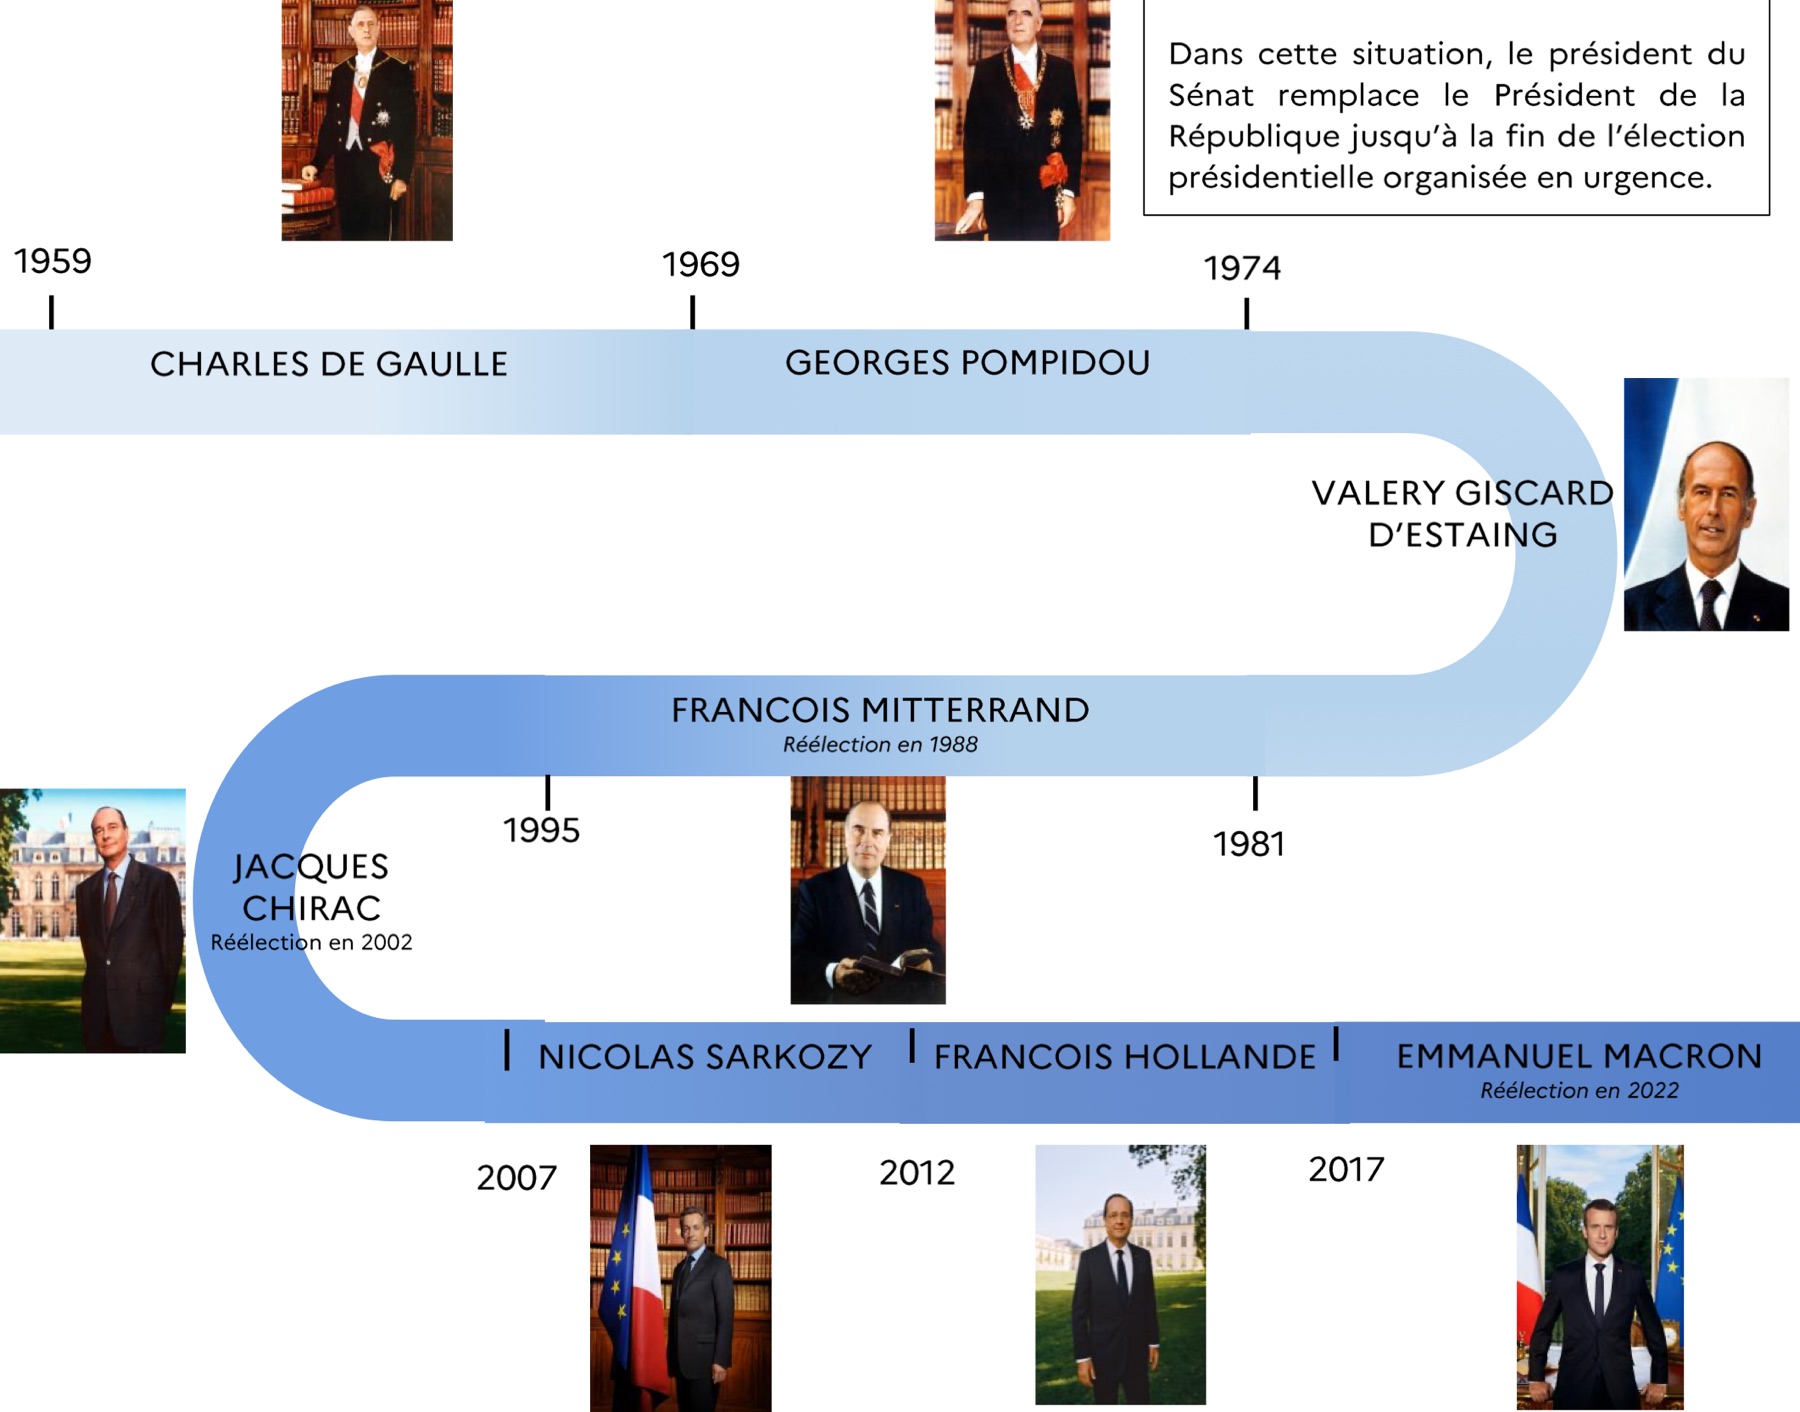 Dans cette situation, le président du
Sénat remplace le Président de la
République jusqu’à la fin de l’élection
présidentielle organisée en urgence.
1959
1969
1974
CHARLES DE GAULLE
GEORGES POMPIDOU
VALERY GISCARD
D’ESTAING
FRANCOIS MITTERRAND
Réélection en 1988
1995
1981
JACQUES
CHIRAC
Réélection en 2002
NICOLAS SARKOZY
FRANCOIS HOLLANDE
EMMANUEL MACRON
Réélection en 2022
2007
2012
2017